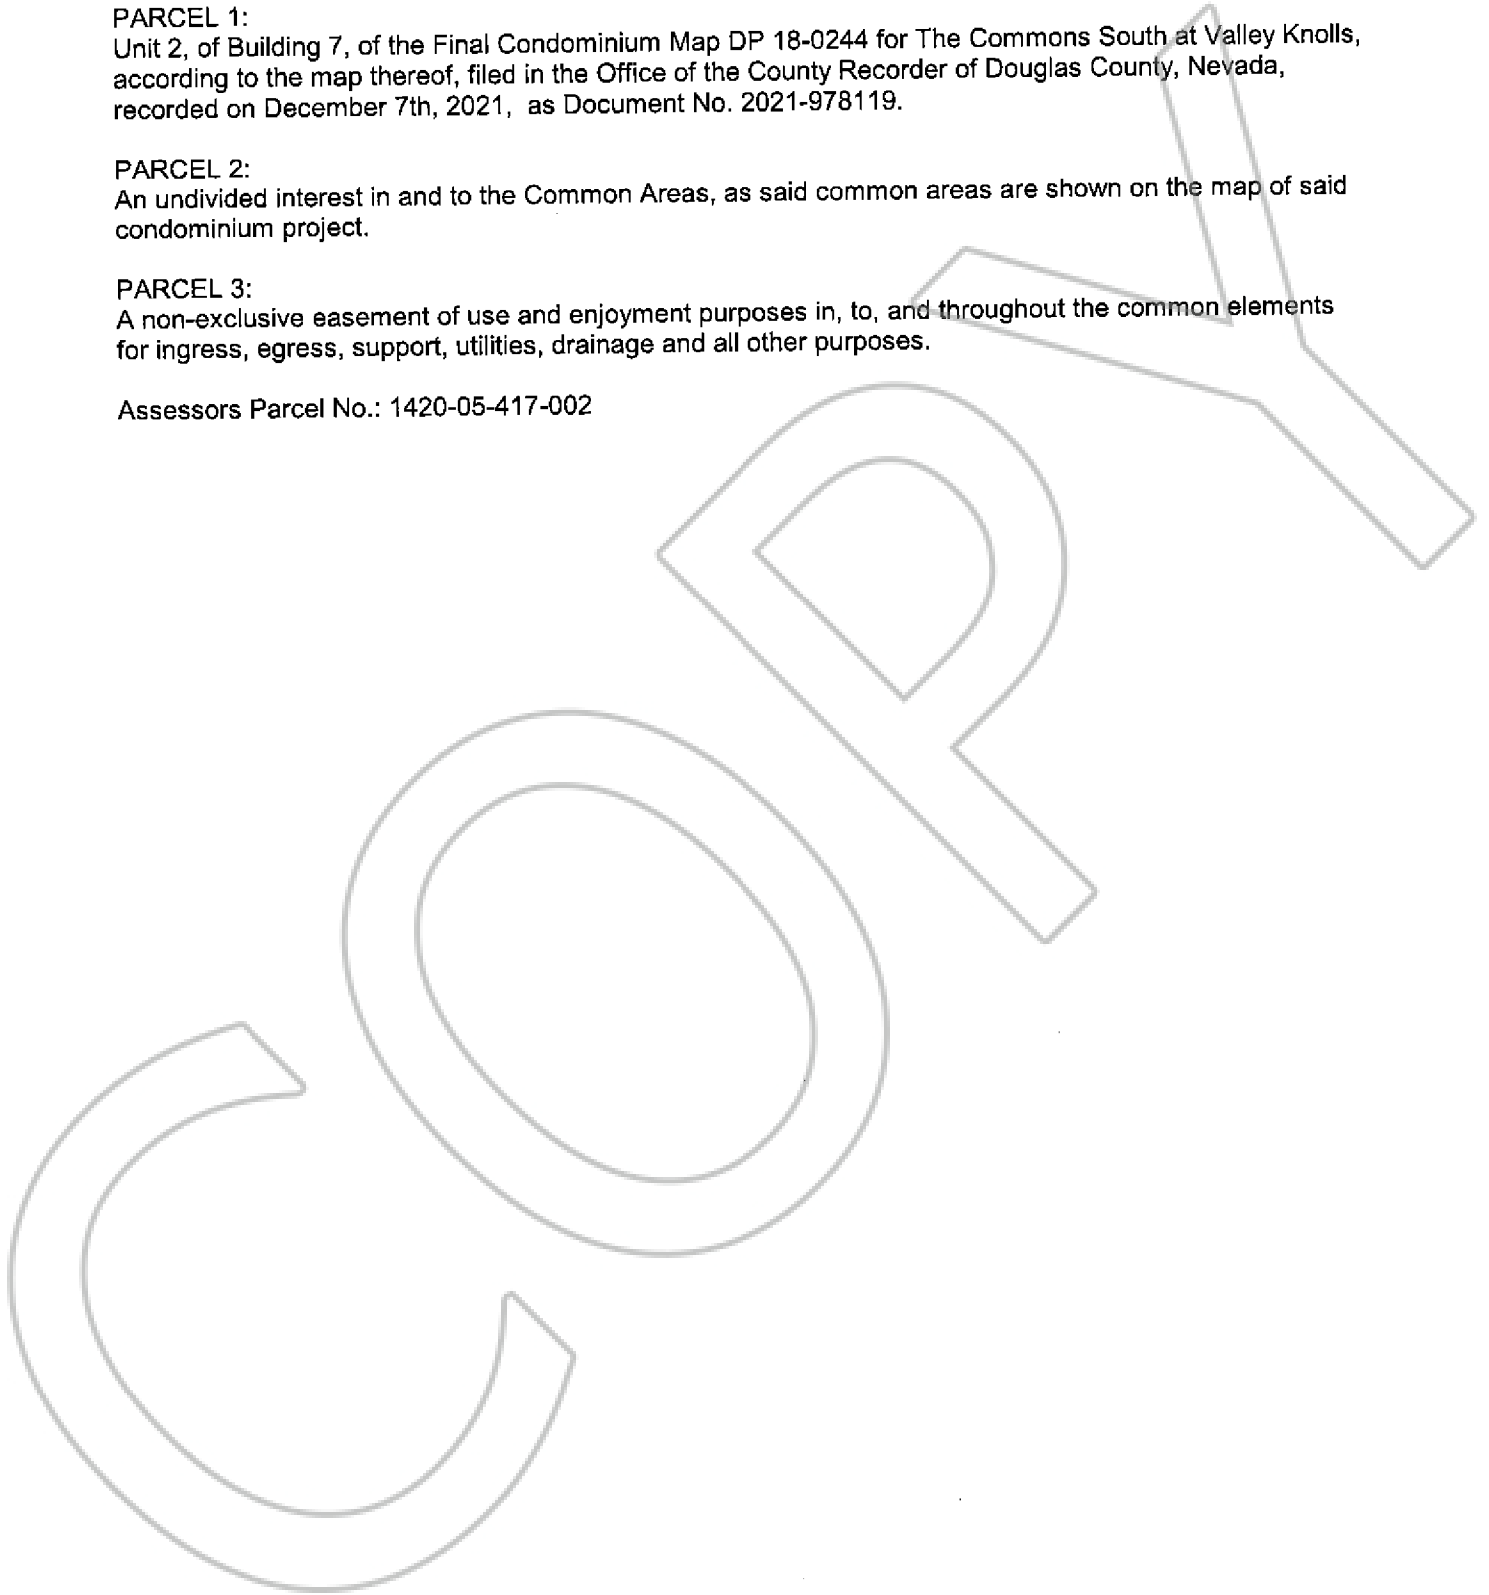 PARCEL 1:
Unit 2, of Building 7, of the Final Condominium Map DP 18-0244 for The Commons South at Valley Knolls,
according to the map thereof, filed in the Office of the County Recorder of Douglas County, Nevada,
recorded on December 7th, 2021, as Document No. 2021-978119.
PARCEL 2:
An undivided interest in and to the Common Areas, as said common areas are shown on the map of said
condominium project.
PARCEL 3:
A non-exclusive easement of use and enjoyment purposes in, to, and throughout the common elements
for ingress, egress, support, utilities, drainage and all other purposes.
Assessors Parcel No.: 1420-05-417-002
COPY